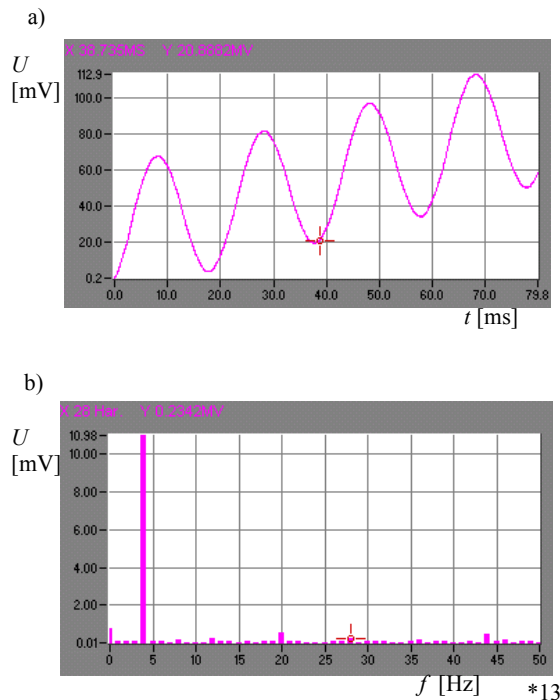 a)
X 38.735MS Y 20.8882MV
U
[mV]
112.9
100.0
80.0
60.0
40.0
20.0
0.2
0.0 10.0 20.0 30.0 40.0 50.0 60.0 70.0 79.8
t [ms]
b)
X 28 Har. Y 0.2342MV
U
[mV]
10.98
10.00
8.00
6.00
4.00
2.00
0.01
0 5 10 15 20 25 30 35 40 45 50
f [Hz]
*13